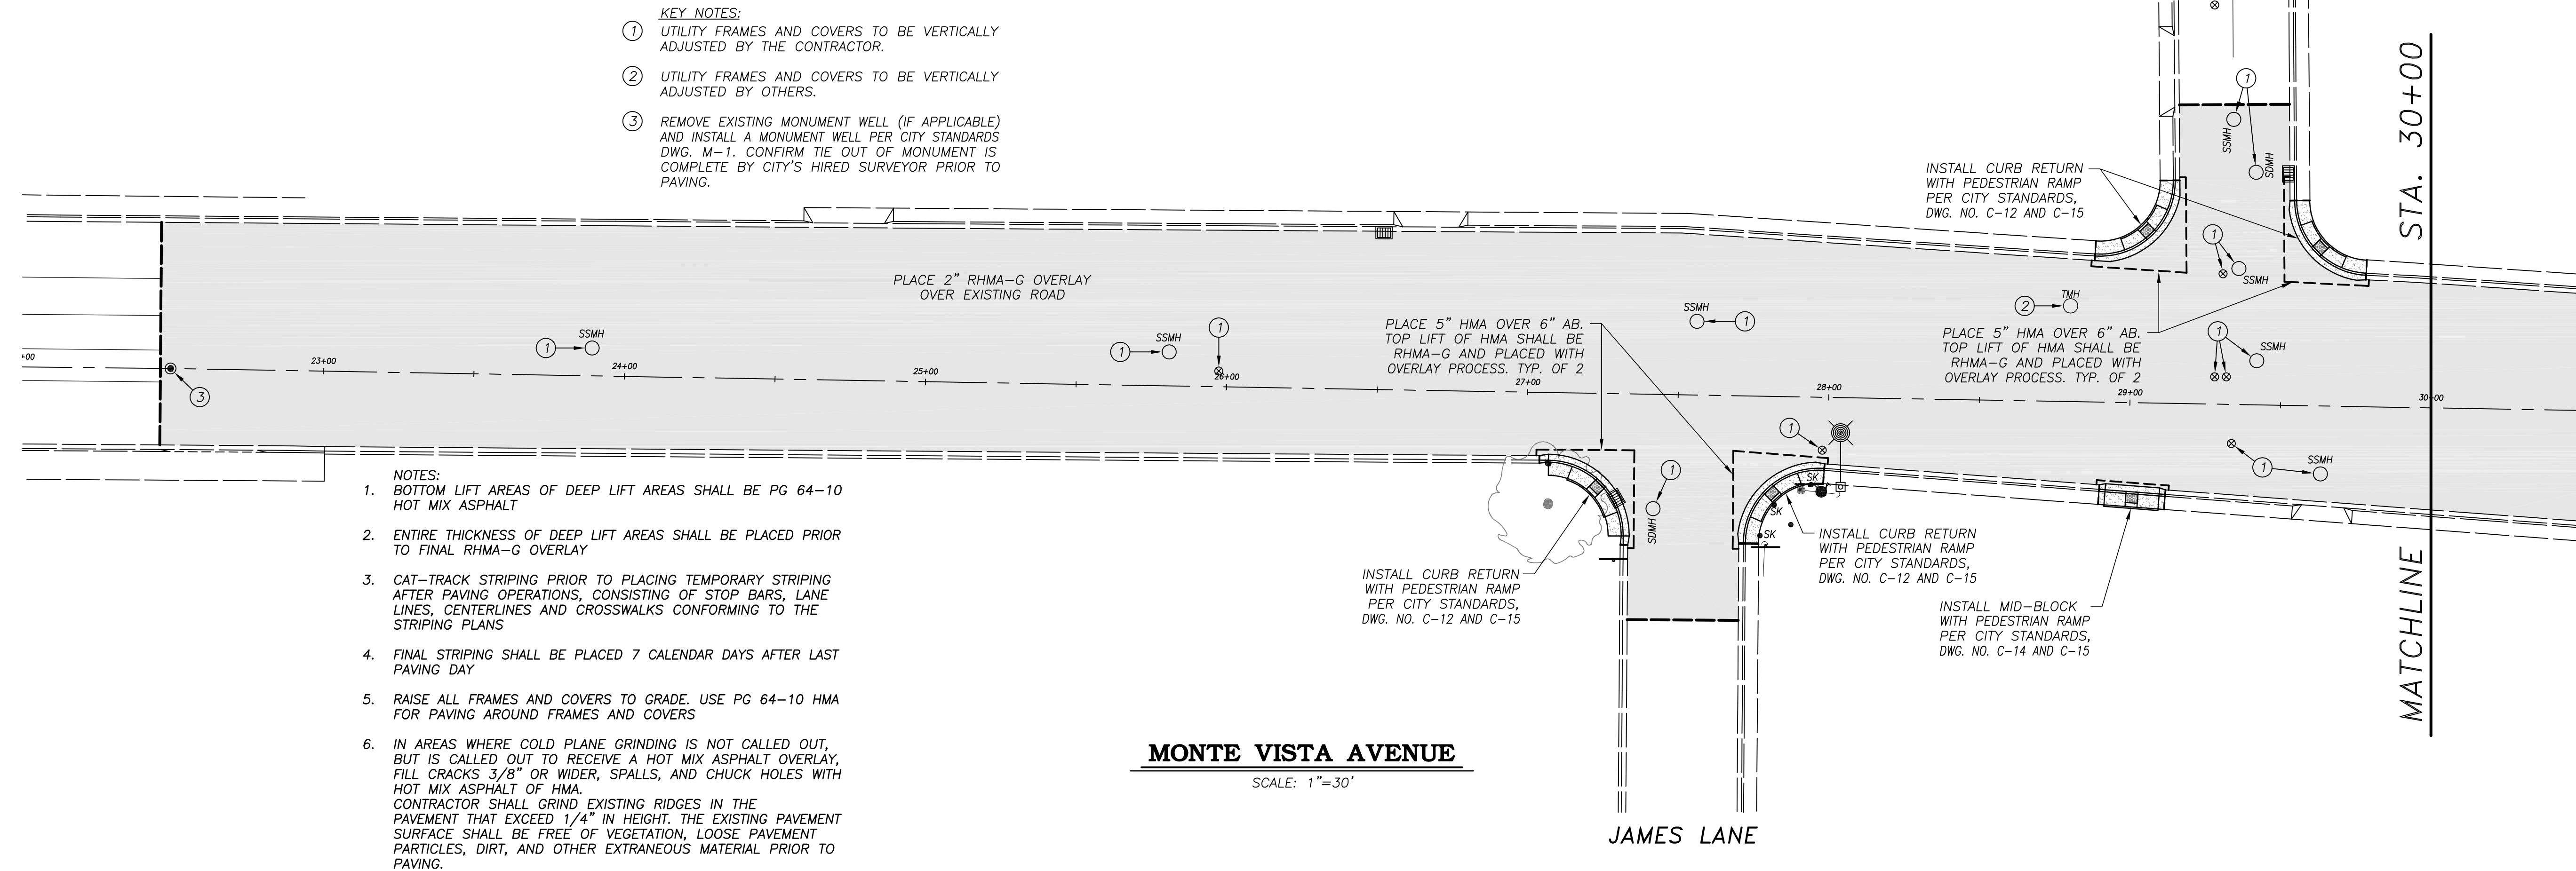 KEY NOTES:
1 UTILITY FRAMES AND COVERS TO BE VERTICALLY
ADJUSTED BY THE CONTRACTOR.
2 UTILITY FRAMES AND COVERS TO BE VERTICALLY
ADJUSTED BY OTHERS.
3 REMOVE EXISTING MONUMENT WELL (IF APPLICABLE)
AND INSTALL A MONUMENT WELL PER CITY STANDARDS
DWG. M-1. CONFIRM TIE OUT OF MONUMENT IS
COMPLETE BY CITY'S HIRED SURVEYOR PRIOR TO
PAVING.
1
SSMH
SDMH
INSTALL CURB RETURN
WITH PEDESTRIAN RAMP
PER CITY STANDARDS,
DWG. NO. C-12 AND C-15
1
SSMH
PLACE 2" RHMA-G OVERLAY
OVER EXISTING ROAD
2
TMH
SSMH
1
PLACE 5" HMA OVER 6" AB.
TOP LIFT OF HMA SHALL BE
RHMA-G AND PLACED WITH
OVERLAY PROCESS. TYP. OF 2
PLACE 5" HMA OVER 6" AB.
TOP LIFT OF HMA SHALL BE
RHMA-G AND PLACED WITH
OVERLAY PROCESS. TYP. OF 2
1
SSMH
1
SSMH
1
SSMH
1
+00
23+00
24+00
25+00
26+00
27+00
28+00
29+00
30+00
3
1
1
SDMH
1
SSMH
SK
SK
SK
INSTALL CURB RETURN
WITH PEDESTRIAN RAMP
PER CITY STANDARDS,
DWG. NO. C-12 AND C-15
INSTALL CURB RETURN
WITH PEDESTRIAN RAMP
PER CITY STANDARDS,
DWG. NO. C-12 AND C-15
INSTALL MID-BLOCK
WITH PEDESTRIAN RAMP
PER CITY STANDARDS,
DWG. NO. C-14 AND C-15
MATCHLINE STA. 30+00
NOTES:
1. BOTTOM LIFT AREAS OF DEEP LIFT AREAS SHALL BE PG 64-10
HOT MIX ASPHALT
2. ENTIRE THICKNESS OF DEEP LIFT AREAS SHALL BE PLACED PRIOR
TO FINAL RHMA-G OVERLAY
3. CAT-TRACK STRIPING PRIOR TO PLACING TEMPORARY STRIPING
AFTER PAVING OPERATIONS, CONSISTING OF STOP BARS, LANE
LINES, CENTERLINES AND CROSSWALKS CONFORMING TO THE
STRIPING PLANS
4. FINAL STRIPING SHALL BE PLACED 7 CALENDAR DAYS AFTER LAST
PAVING DAY
5. RAISE ALL FRAMES AND COVERS TO GRADE. USE PG 64-10 HMA
FOR PAVING AROUND FRAMES AND COVERS
6. IN AREAS WHERE COLD PLANE GRINDING IS NOT CALLED OUT,
BUT IS CALLED OUT TO RECEIVE A HOT MIX ASPHALT OVERLAY,
FILL CRACKS 3/8" OR WIDER, SPALLS, AND CHUCK HOLES WITH
HOT MIX ASPHALT OF HMA.
CONTRACTOR SHALL GRIND EXISTING RIDGES IN THE
PAVEMENT THAT EXCEED 1/4" IN HEIGHT. THE EXISTING PAVEMENT
SURFACE SHALL BE FREE OF VEGETATION, LOOSE PAVEMENT
PARTICLES, DIRT, AND OTHER EXTRANEOUS MATERIAL PRIOR TO
PAVING.
MONTE VISTA AVENUE
SCALE: 1"=30'
JAMES LANE